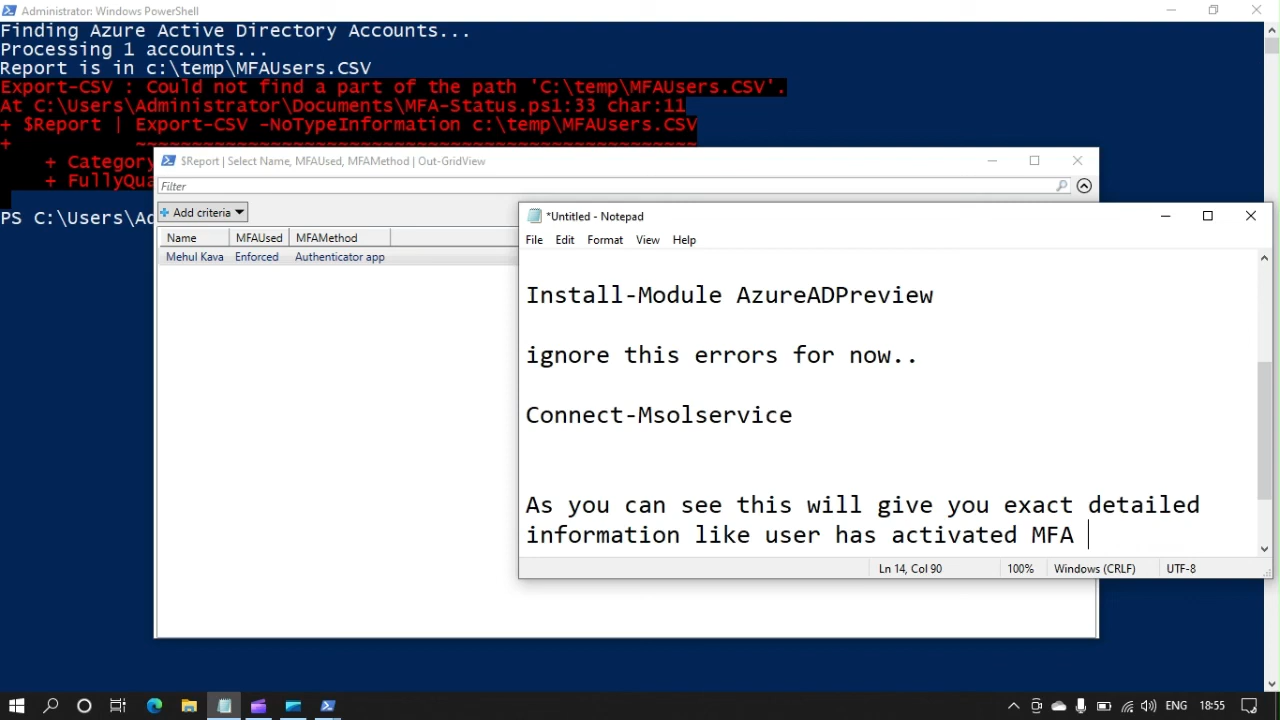 Administrator: Windows PowerShell
Finding Azure Active Directory Accounts...
Processing 1 accounts...
Report is in c:\temp\MFAUsers.CSV
Export-CSV : Could not find a part of the path 'C:\temp\MFAUsers.CSV'.
At C:\Users\Administrator\Documents\MFA-Status.ps1:33 char:11
+ $Report | Export-CSV -NoTypeInformation c:\temp\MFAUsers.CSV
+           ~~~~~~~~~~~~~~~~~~~~~~~~~~~~~~~~~~~~~~~~~~~~~~~~~~
+ Category
+ FullyQua
PS C:\Users\Ad
$Report | Select Name, MFAUsed, MFAMethod | Out-GridView
Filter
Add criteria
Name MFAUsed MFAMethod
Mehul Kava Enforced Authenticator app
*Untitled - Notepad
File Edit Format View Help
Install-Module AzureADPreview
ignore this errors for now..
Connect-Msolservice
As you can see this will give you exact detailed
information like user has activated MFA
Ln 14, Col 90 100% Windows (CRLF) UTF-8
ENG 18:55